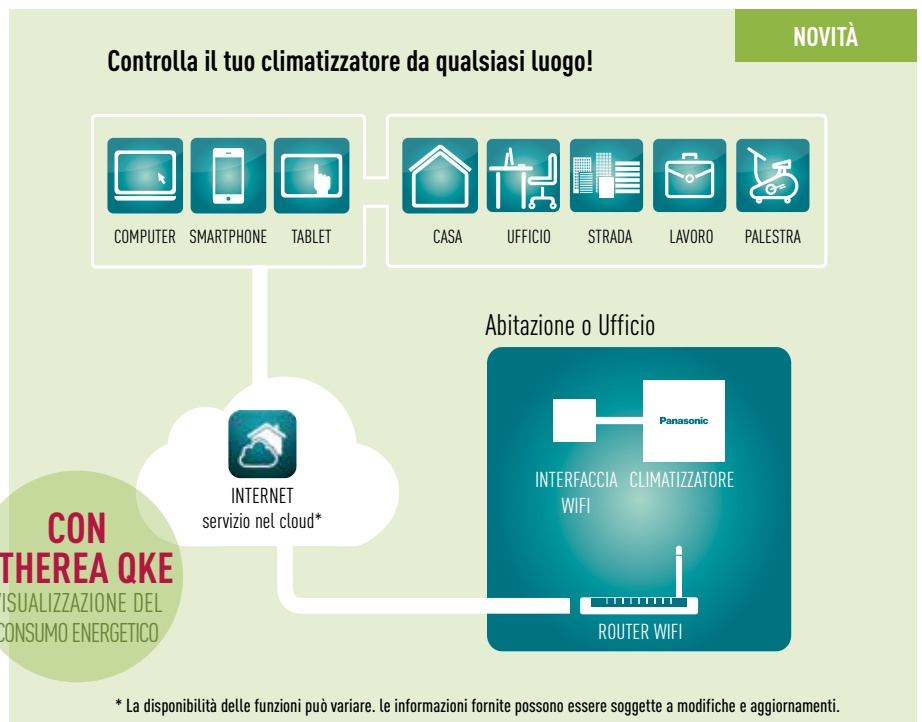 NOVITÀ
Controlla il tuo climatizzatore da qualsiasi luogo!
COMPUTER SMARTPHONE TABLET
CASA UFFICIO STRADA LAVORO PALESTRA
Abitazione o Ufficio
Panasonic
INTERFACCIA WIFI
CLIMATIZZATORE
INTERNET
servizio nel cloud*
CON
THEREA QKE
VISUALIZZAZIONE DEL
CONSUMO ENERGETICO
ROUTER WIFI
* La disponibilità delle funzioni può variare. le informazioni fornite possono essere soggette a modifiche e aggiornamenti.